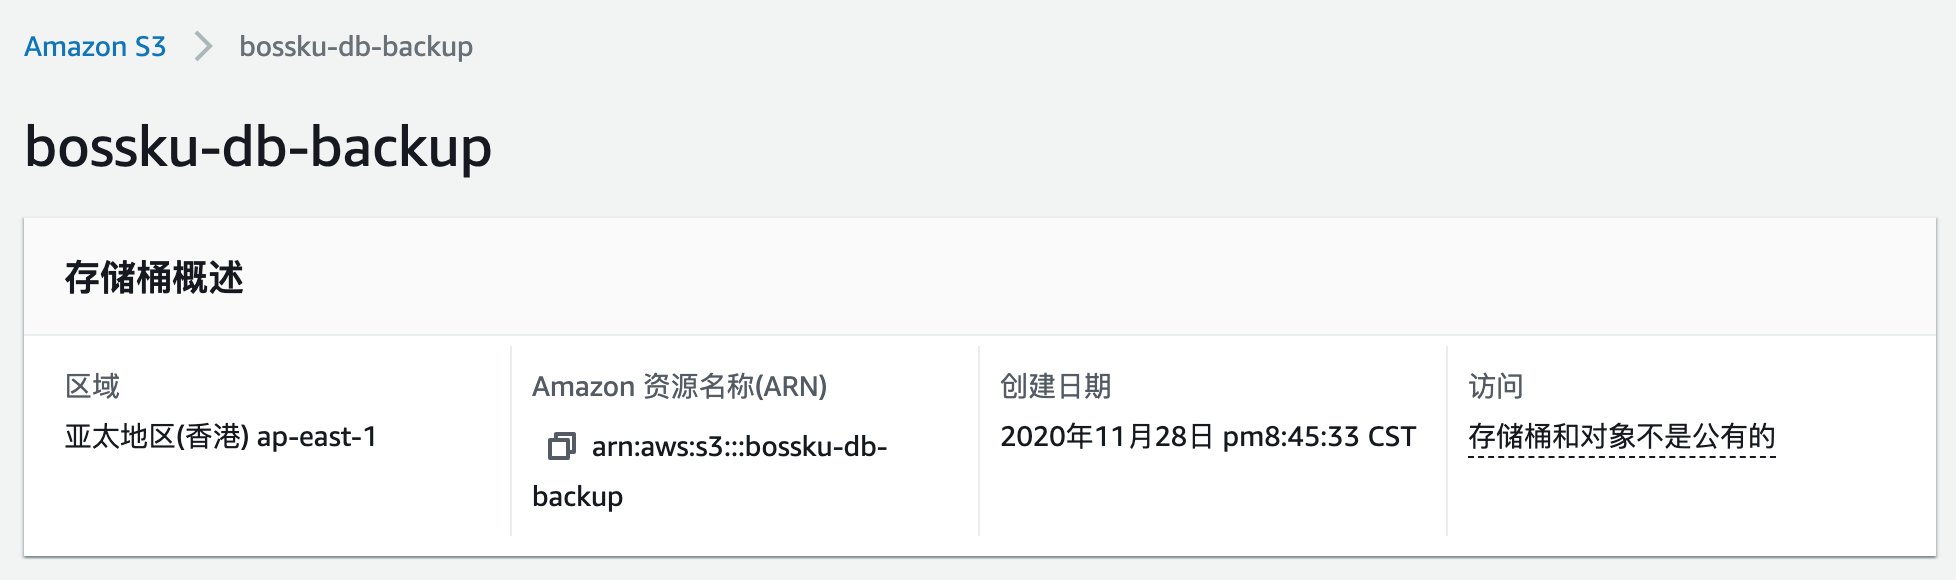 Amazon S3 > bossku-db-backup
bossku-db-backup
存储桶概述
区域
亚太地区(香港) ap-east-1
Amazon 资源名称(ARN)
arn:aws:s3:::bossku-db-
backup
创建日期
2020年11月28日 pm8:45:33 CST
访问
存储桶和对象不是公有的